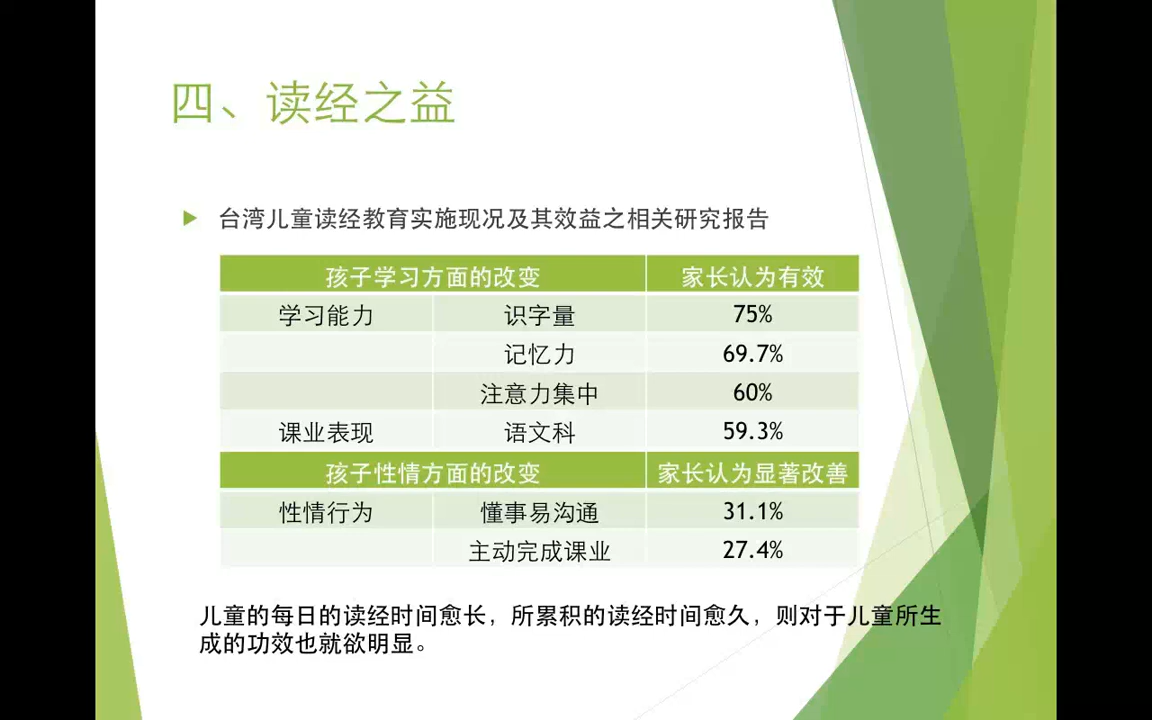 四、读经之益
台湾儿童读经教育实施现况及其效益之相关研究报告
孩子学习方面的改变 家长认为有效
学习能力 识字量 75%
记忆力 69.7%
注意力集中 60%
课业表现 语文科 59.3%
孩子性情方面的改变 家长认为显著改善
性情行为 懂事易沟通 31.1%
主动完成课业 27.4%
儿童的每日的读经时间愈长，所累积的读经时间愈久，则对于儿童所生
成的功效也就欲明显。